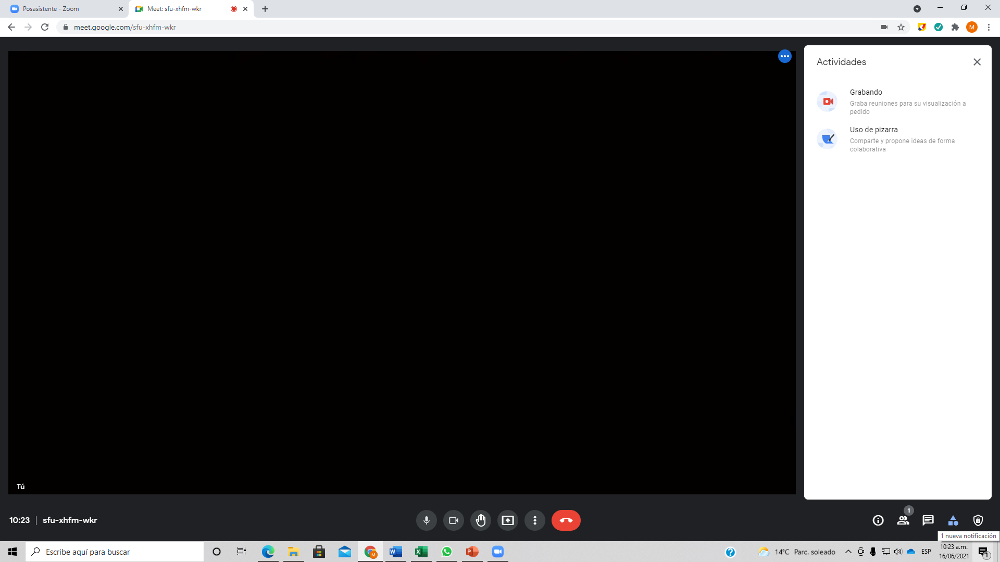 Posasistente - Zoom
Meet: sfu-xhfm-wkr
meet.google.com/sfu-xhfm-wkr
M
Actividades
Grabando
Graba reuniones para su visualización a
pedido
Uso de pizarra
Comparte y propone ideas de forma
colaborativa
Tú
10:23 | sfu-xhfm-wkr
1
1 nueva notificación
Escribe aquí para buscar
14°C Parc. soleado
ESP
10:23 a.m.
16/06/2021
1